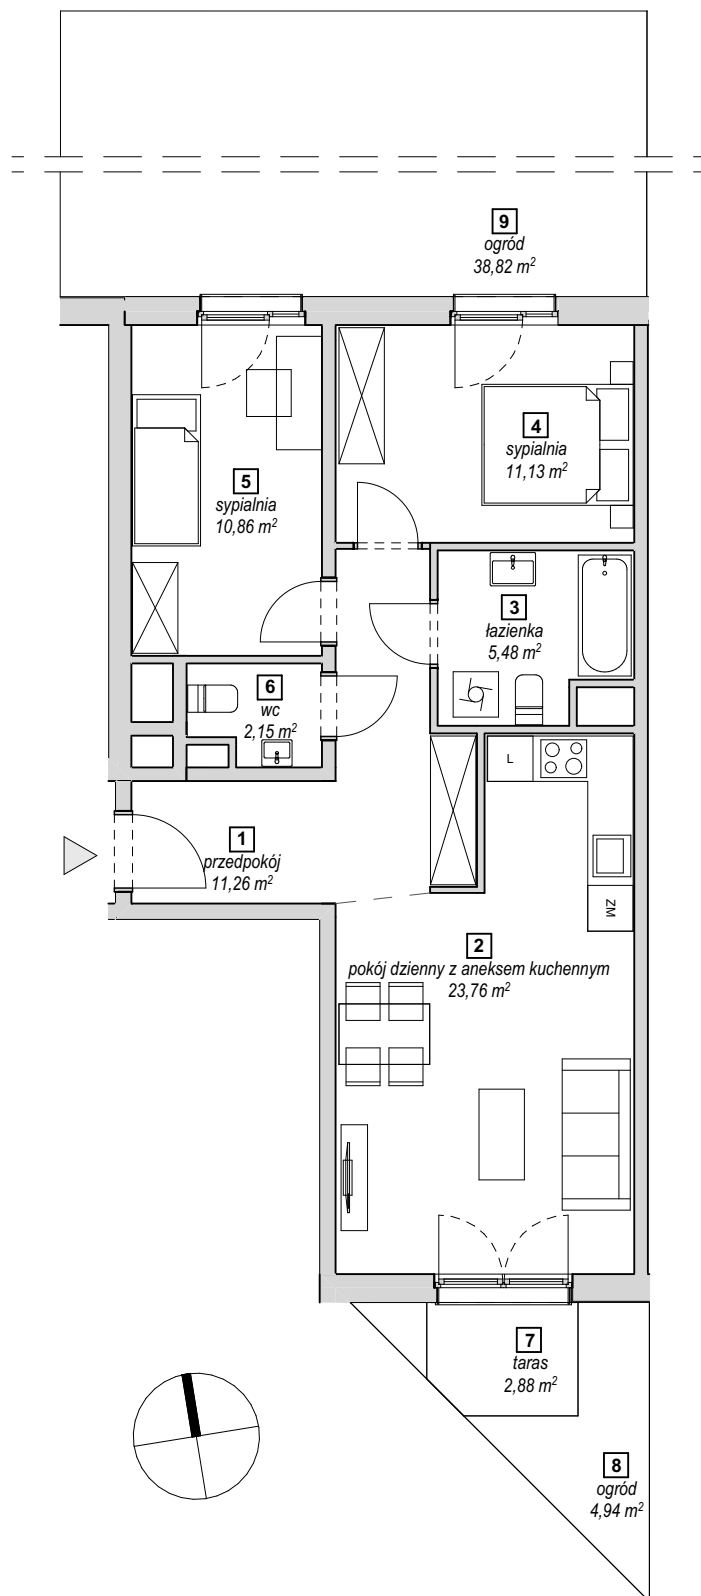 9
ogród
38,82 m²
4
sypialnia
11,13 m²
5
sypialnia
10,86 m²
3
łazienka
5,48 m²
6
wc
2,15 m²
L
1
przedpokój
11,26 m²
ZM
2
pokój dzienny z aneksem kuchennym
23,76 m²
7
taras
2,88 m²
8
ogród
4,94 m²